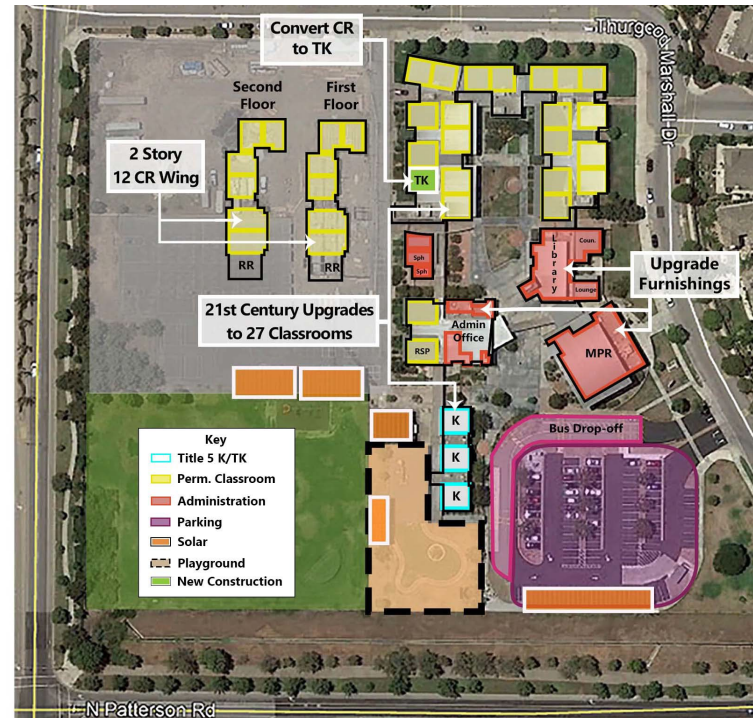 Convert CR
to TK
Thurgood
Marshall Dr
Second
Floor
First
Floor
2 Story
12 CR Wing
TK
RR
RR
Library
Coun.
Lounge
Sph
Sph
Upgrade
Furnishings
21st Century Upgrades
to 27 Classrooms
Admin
Office
RSP
MPR
K
K
K
Bus Drop-off
Key
Title 5 K/TK
Perm. Classroom
Administration
Parking
Solar
Playground
New Construction
K
N Patterson Rd